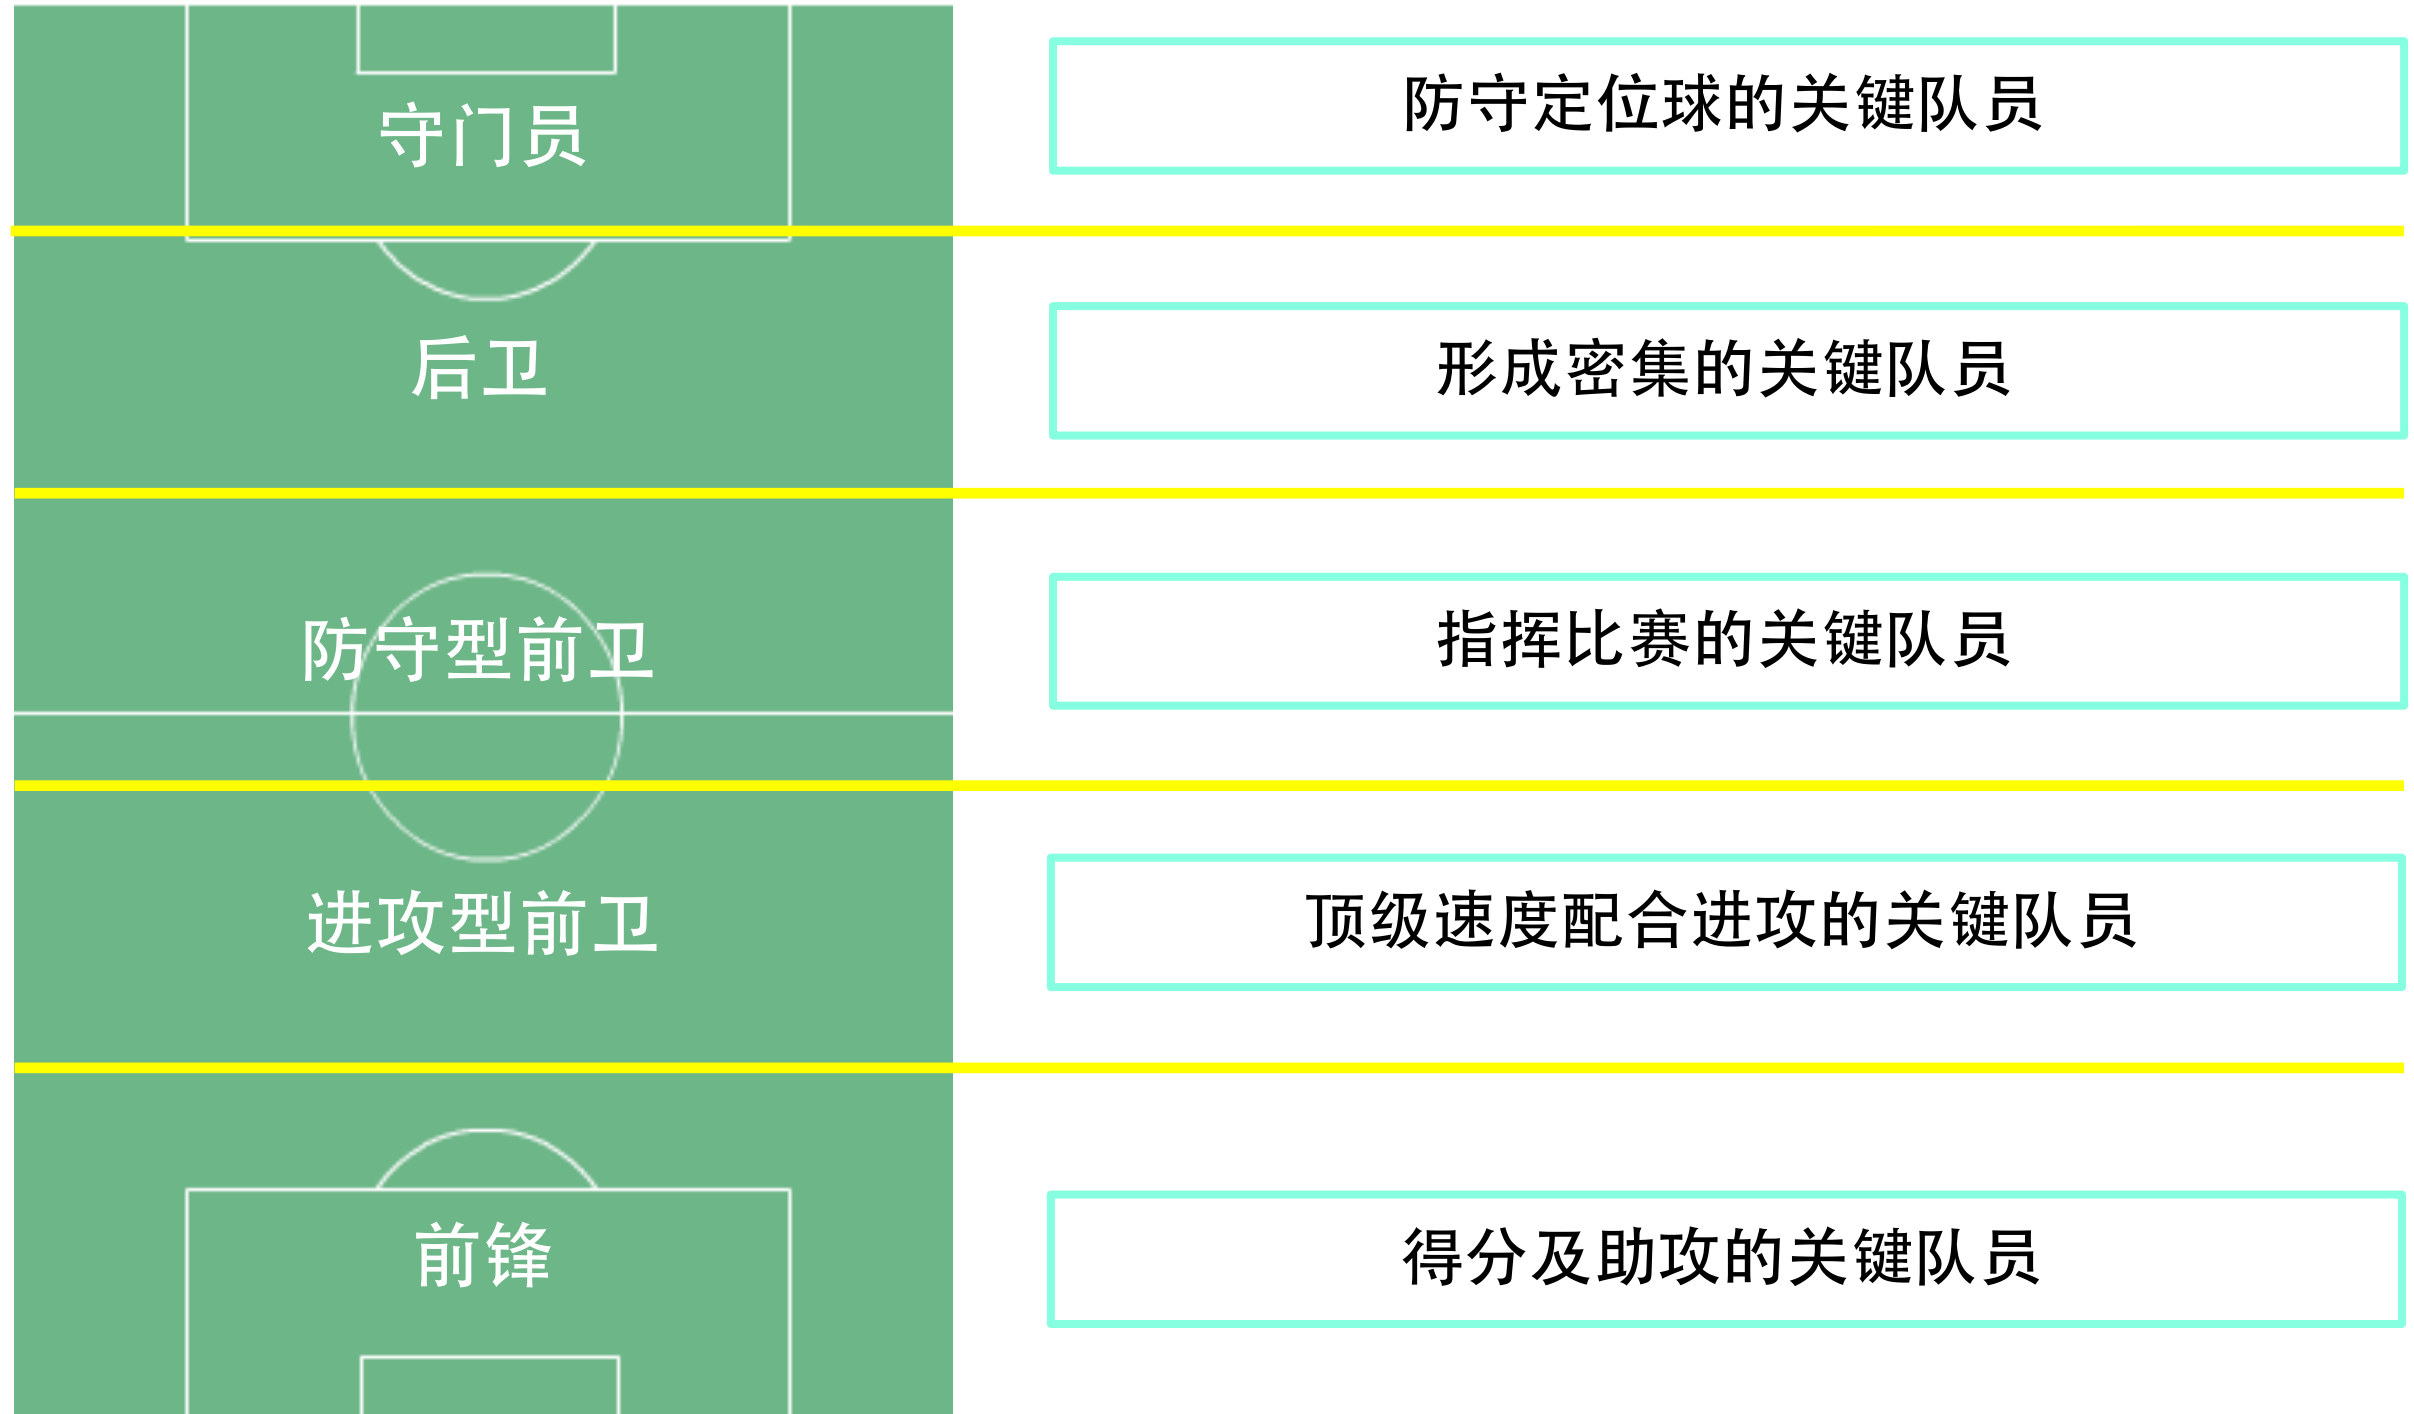 守门员
防守定位球的关键队员
后卫
形成密集的关键队员
防守型前卫
指挥比赛的关键队员
进攻型前卫
顶级速度配合进攻的关键队员
前锋
得分及助攻的关键队员